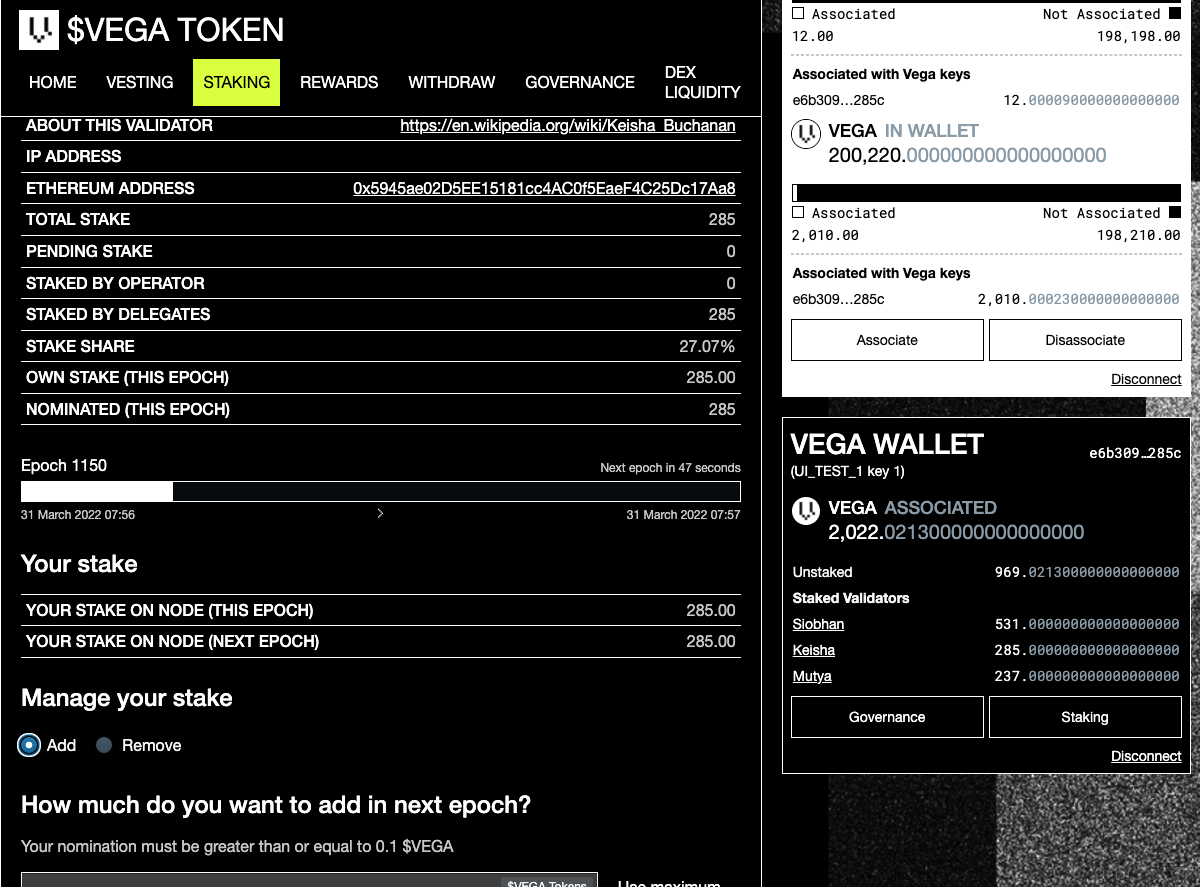 $VEGA TOKEN
HOME VESTING STAKING REWARDS WITHDRAW GOVERNANCE DEX LIQUIDITY
ABOUT THIS VALIDATOR https://en.wikipedia.org/wiki/Keisha_Buchanan
IP ADDRESS
ETHEREUM ADDRESS 0x5945ae02D5EE15181cc4AC0f5EaeF4C25Dc17Aa8
TOTAL STAKE 285
PENDING STAKE 0
STAKED BY OPERATOR 0
STAKED BY DELEGATES 285
STAKE SHARE 27.07%
OWN STAKE (THIS EPOCH) 285.00
NOMINATED (THIS EPOCH) 285
Epoch 1150 Next epoch in 47 seconds
31 March 2022 07:56 31 March 2022 07:57
Your stake
YOUR STAKE ON NODE (THIS EPOCH) 285.00
YOUR STAKE ON NODE (NEXT EPOCH) 285.00
Manage your stake
Add Remove
How much do you want to add in next epoch?
Your nomination must be greater than or equal to 0.1 $VEGA
$VEGA Tokens Use maximum
Associated Not Associated
12.00 198,198.00
Associated with Vega keys
e6b309…285c 12.000090000000000000
VEGA IN WALLET
200,220.000000000000000000
Associated Not Associated
2,010.00 198,210.00
Associated with Vega keys
e6b309…285c 2,010.000230000000000000
Associate Disassociate
Disconnect
VEGA WALLET e6b309…285c
(UI_TEST_1 key 1)
VEGA ASSOCIATED
2,022.021300000000000000
Unstaked 969.021300000000000000
Staked Validators
Siobhan 531.000000000000000000
Keisha 285.000000000000000000
Mutya 237.000000000000000000
Governance Staking
Disconnect